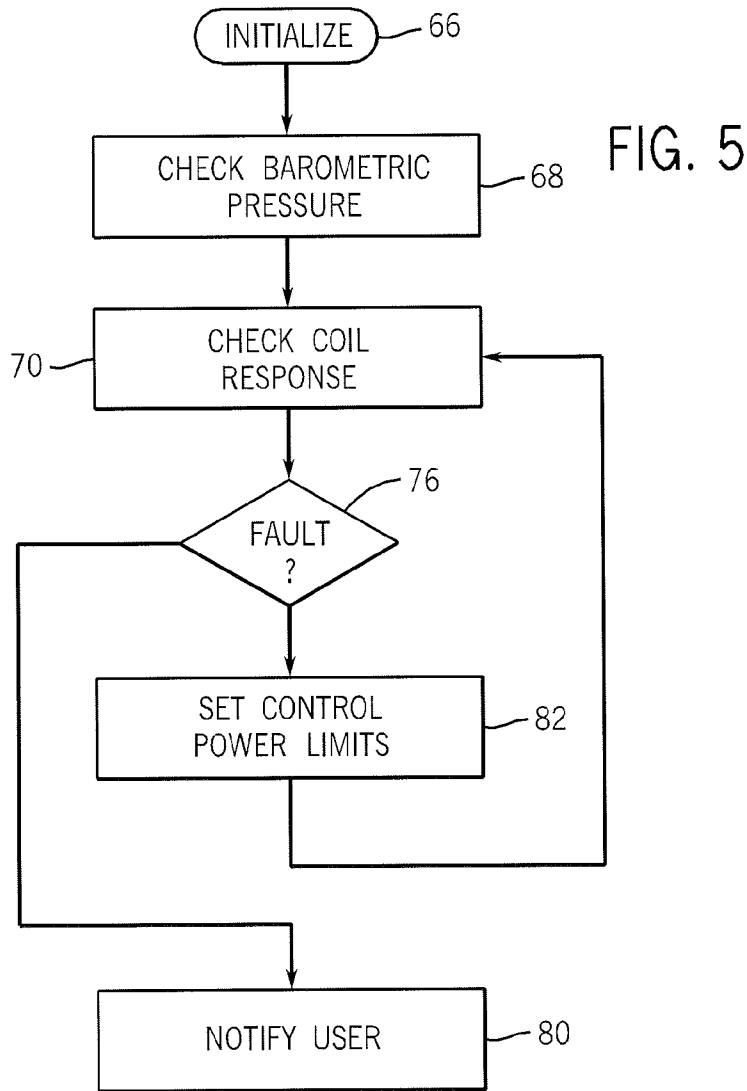 INITIALIZE
66
FIG. 5
CHECK BAROMETRIC
PRESSURE
68
CHECK COIL
RESPONSE
70
76
FAULT
?
SET CONTROL
POWER LIMITS
82
NOTIFY USER
80